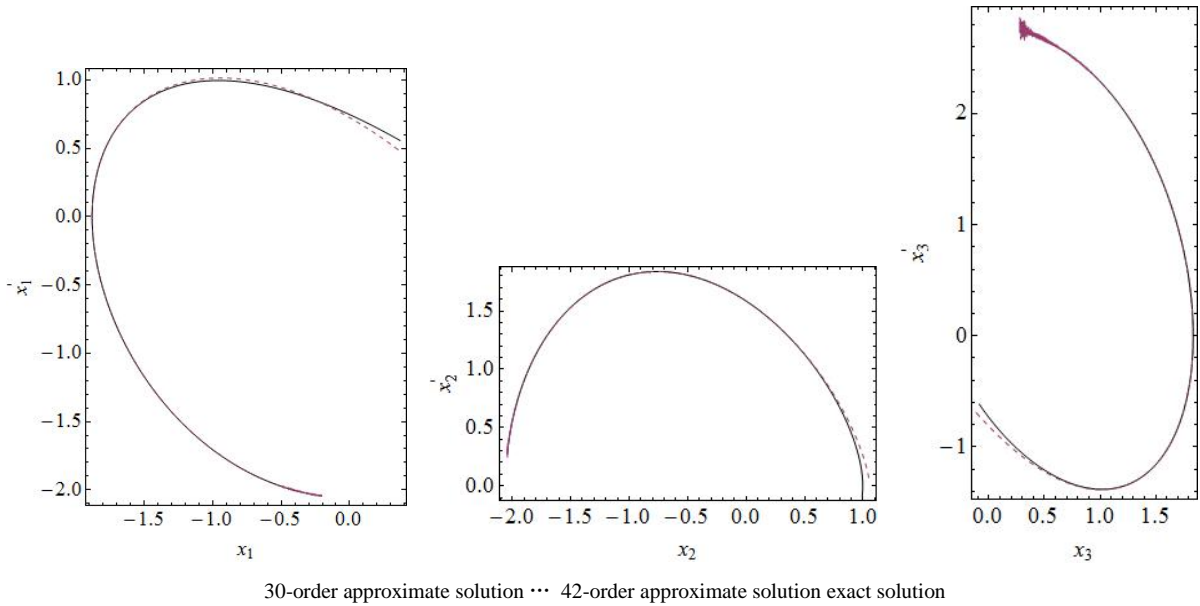 1.0
0.5
0.0
−0.5
−1.0
−1.5
−2.0
ẋ1
−1.5 −1.0 −0.5 0.0
x1
1.5
1.0
0.5
0.0
ẋ2
−2.0 −1.5 −1.0 −0.5 0.0 0.5 1.0
x2
2
1
0
−1
ẋ3
0.0 0.5 1.0 1.5
x3
30-order approximate solution ··· 42-order approximate solution exact solution